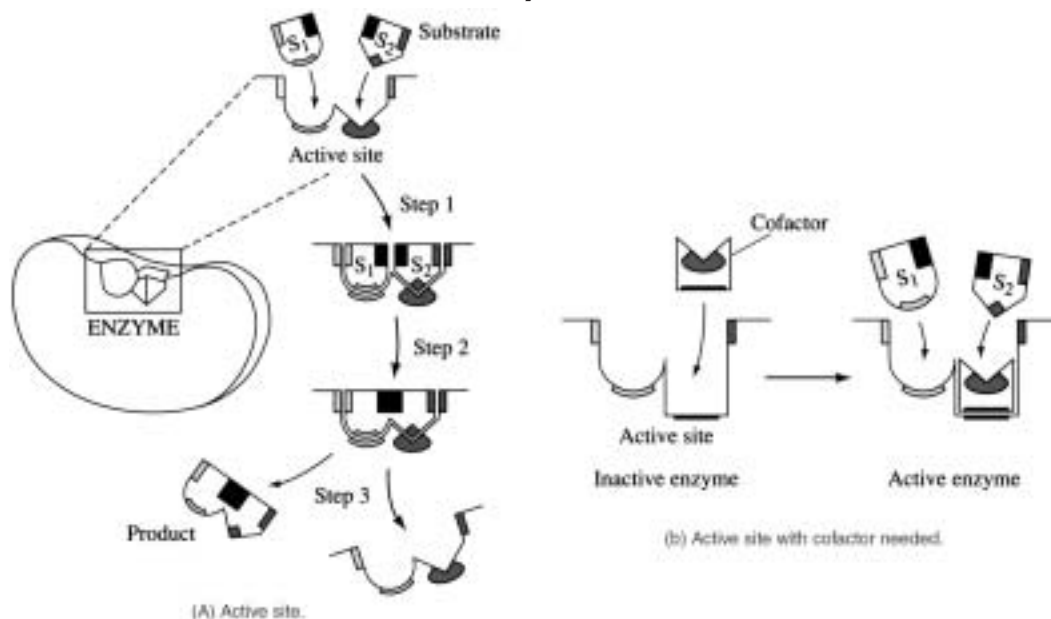 S1
S2
Substrate
Active site
Step 1
S1
S2
ENZYME
Step 2
Step 3
Product
(A) Active site.
Cofactor
S1
S2
Active site
Inactive enzyme
Active enzyme
(b) Active site with cofactor needed.